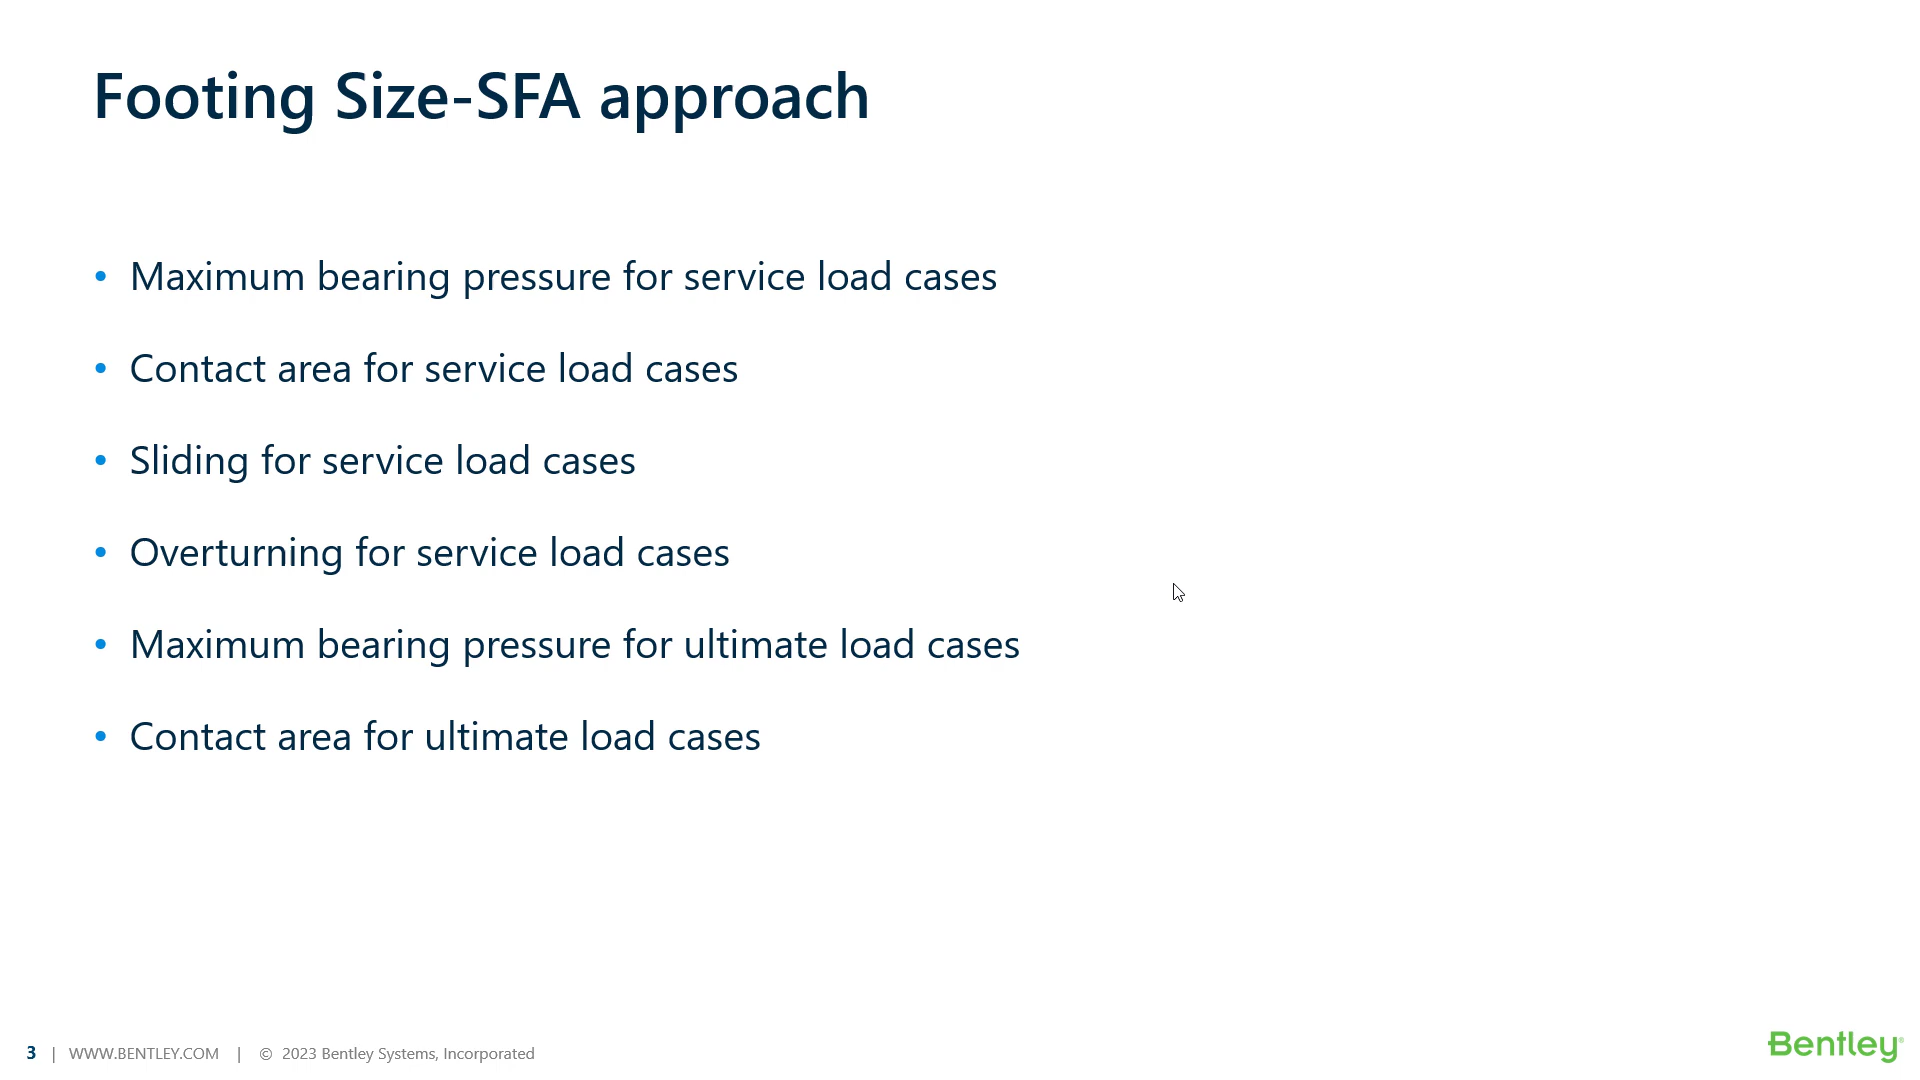 Footing Size-SFA approach
• Maximum bearing pressure for service load cases
• Contact area for service load cases
• Sliding for service load cases
• Overturning for service load cases
• Maximum bearing pressure for ultimate load cases
• Contact area for ultimate load cases
3 | WWW.BENTLEY.COM | © 2023 Bentley Systems, Incorporated
Bentley®